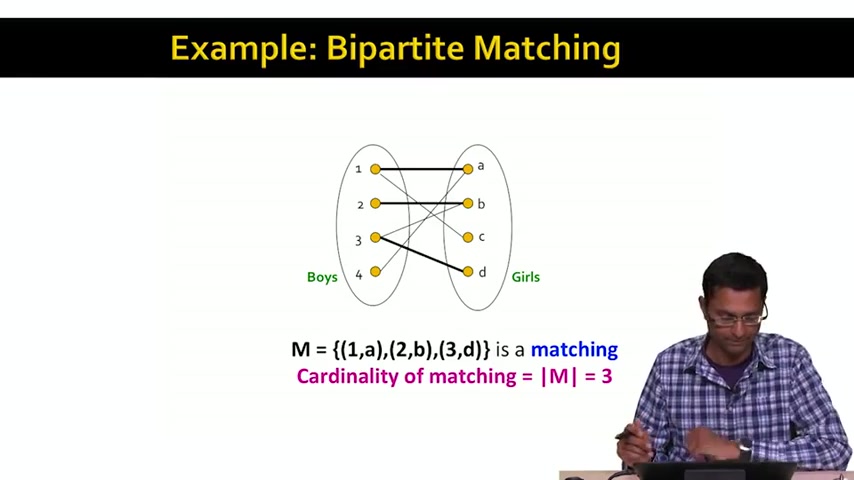 Example: Bipartite Matching
1 a
2 b
3 c
4 d
Boys Girls
M = {(1,a),(2,b),(3,d)} is a matching
Cardinality of matching = |M| = 3